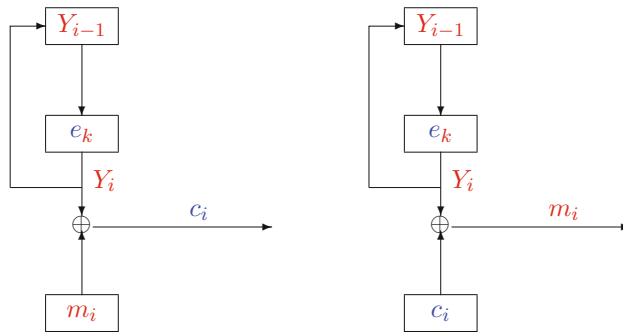 Y_{i−1} Y_{i−1}
e_k e_k
Y_i Y_i
c_i m_i
m_i c_i